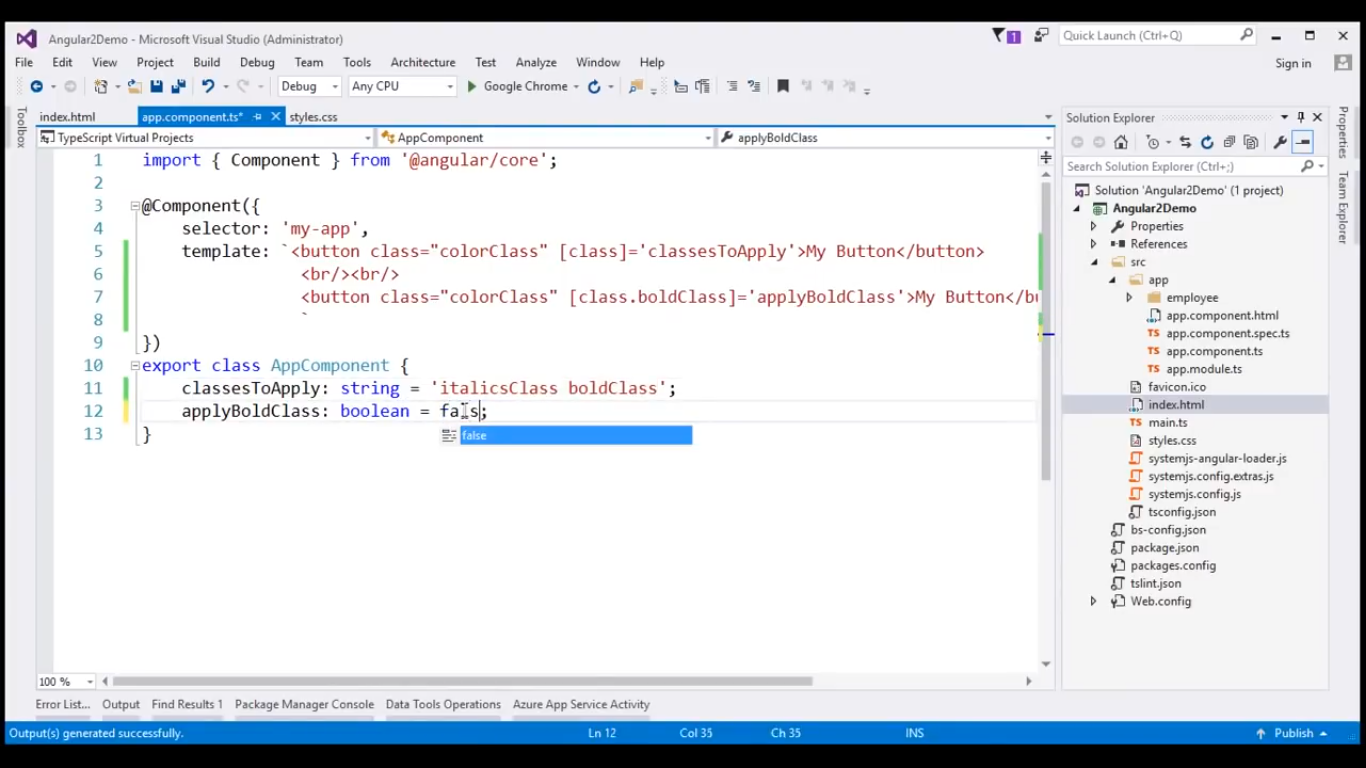 Angular2Demo - Microsoft Visual Studio (Administrator)
1
Quick Launch (Ctrl+Q)
File Edit View Project Build Debug Team Tools Architecture Test Analyze Window Help
Sign in
Debug Any CPU Google Chrome
index.html app.component.ts* styles.css
TypeScript Virtual Projects AppComponent applyBoldClass
Toolbox
1 import { Component } from '@angular/core';
2
3 @Component({
4 selector: 'my-app',
5 template: `<button class="colorClass" [class]='classesToApply'>My Button</button>
6 <br/><br/>
7 <button class="colorClass" [class.boldClass]='applyBoldClass'>My Button</bu
8 `
9 })
10 export class AppComponent {
11 classesToApply: string = 'italicsClass boldClass';
12 applyBoldClass: boolean = fals;
false
13 }
100 %
Solution Explorer
Search Solution Explorer (Ctrl+;)
Solution 'Angular2Demo' (1 project)
Angular2Demo
Properties
References
src
app
employee
app.component.html
app.component.spec.ts
app.component.ts
app.module.ts
favicon.ico
index.html
main.ts
styles.css
systemjs-angular-loader.js
systemjs.config.extras.js
systemjs.config.js
tsconfig.json
bs-config.json
package.json
packages.config
tslint.json
Web.config
Properties
Team Explorer
Error List... Output Find Results 1 Package Manager Console Data Tools Operations Azure App Service Activity
Output(s) generated successfully. Ln 12 Col 35 Ch 35 INS Publish